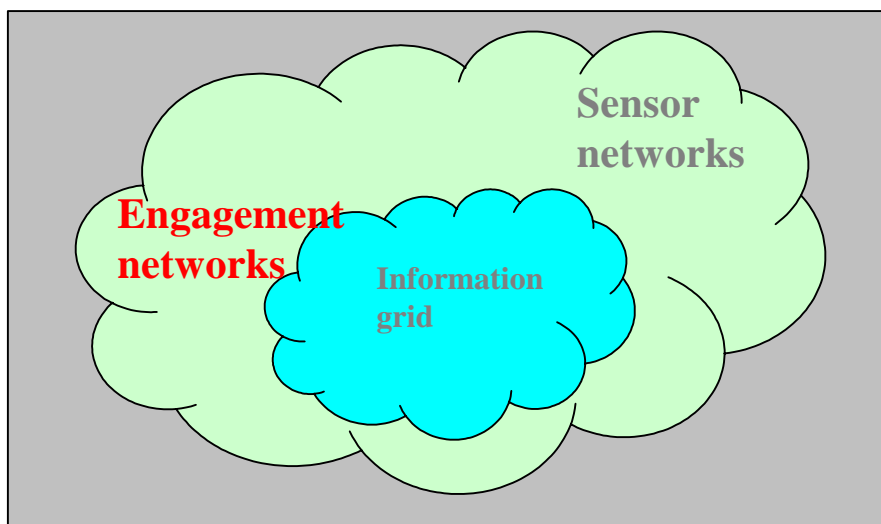 Sensor
networks
Engagement
networks
Information
grid